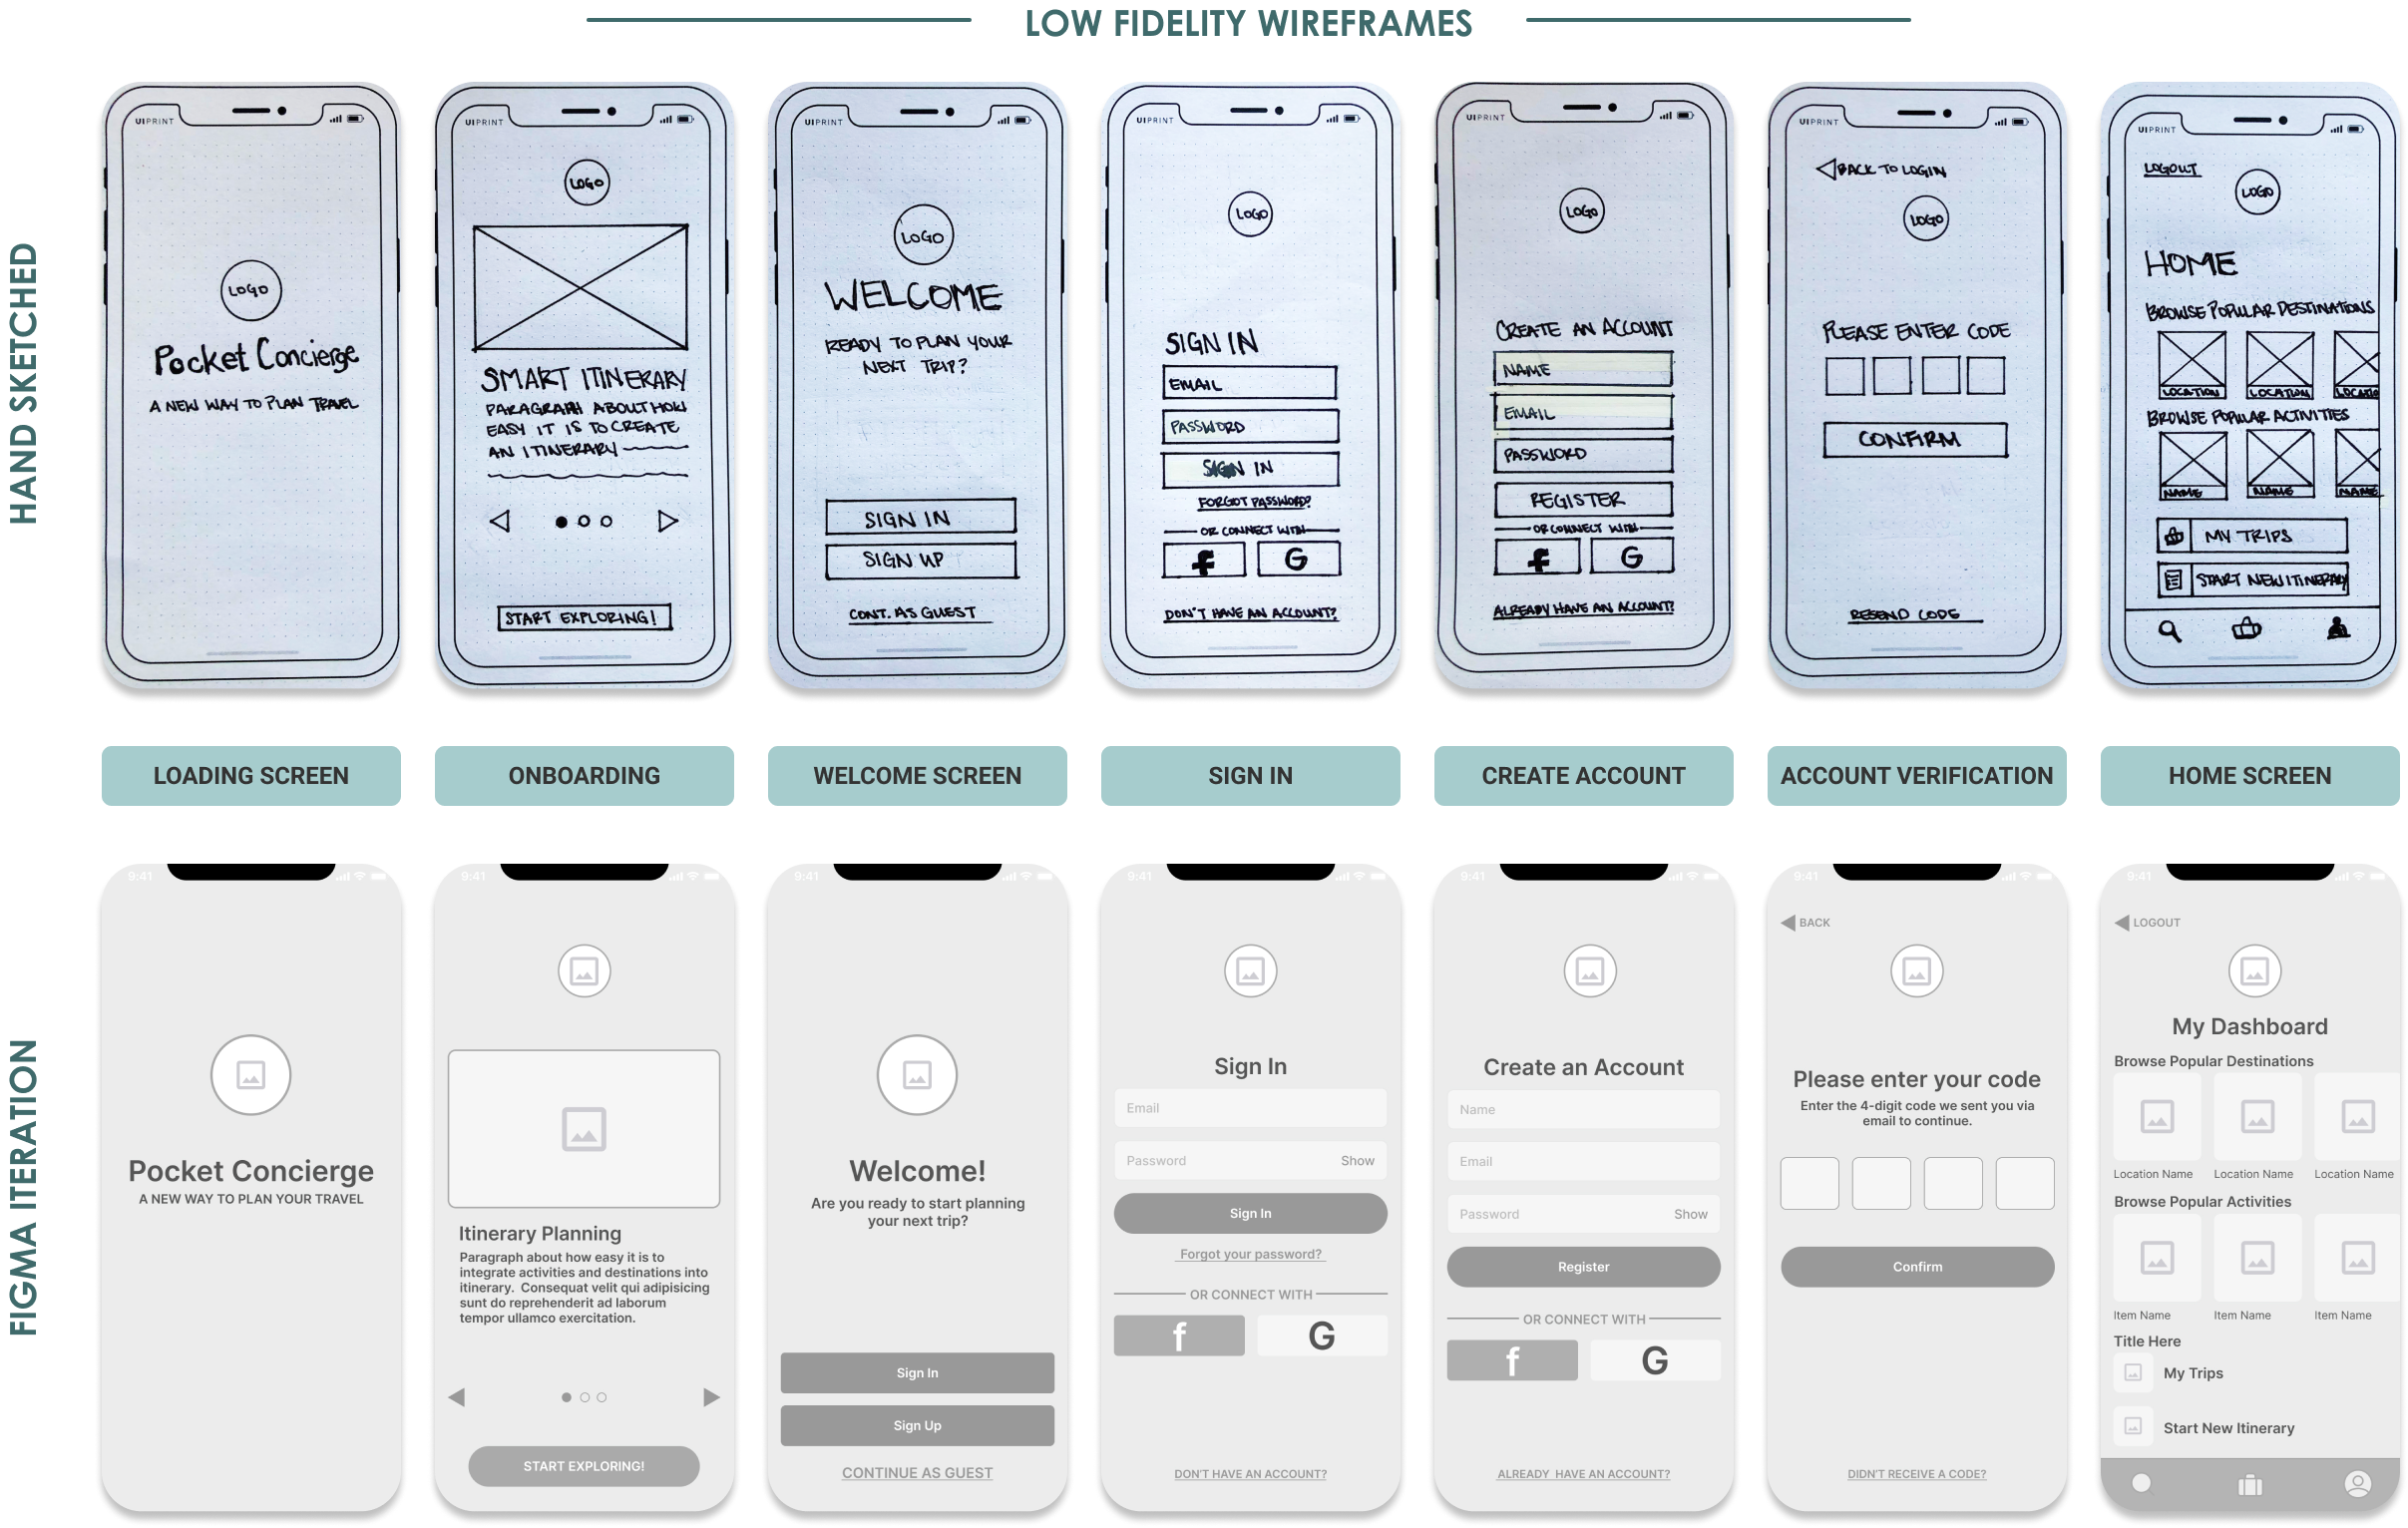 LOW FIDELITY WIREFRAMES
HAND SKETCHED
UIPRINT
LOGO
Pocket Concierge
A NEW WAY TO PLAN TRAVEL
UIPRINT
LOGO
SMART ITINERARY
PARAGRAPH ABOUT HOW
EASY IT IS TO CREATE
AN ITINERARY
START EXPLORING!
UIPRINT
LOGO
WELCOME
READY TO PLAN YOUR
NEXT TRIP?
SIGN IN
SIGN UP
CONT. AS GUEST
UIPRINT
LOGO
SIGN IN
EMAIL
PASSWORD
SIGN IN
FORGOT PASSWORD?
OR CONNECT WITH
f G
DON'T HAVE AN ACCOUNT?
UIPRINT
LOGO
CREATE AN ACCOUNT
NAME
EMAIL
PASSWORD
REGISTER
OR CONNECT WITH
f G
ALREADY HAVE AN ACCOUNT?
UIPRINT
BACK TO LOGIN
LOGO
PLEASE ENTER CODE
CONFIRM
RESEND CODE
UIPRINT
LOGOUT
LOGO
HOME
BROWSE POPULAR DESTINATIONS
LOCATION LOCATION LOCATIO
BROWSE POPULAR ACTIVITIES
NAME NAME NAME
MY TRIPS
START NEW ITINERARY
LOADING SCREEN
ONBOARDING
WELCOME SCREEN
SIGN IN
CREATE ACCOUNT
ACCOUNT VERIFICATION
HOME SCREEN
FIGMA ITERATION
9:41
Pocket Concierge
A NEW WAY TO PLAN YOUR TRAVEL
9:41
Itinerary Planning
Paragraph about how easy it is to
integrate activities and destinations into
itinerary. Consequat velit qui adipisicing
sunt do reprehenderit ad laborum
tempor ullamco exercitation.
START EXPLORING!
9:41
Welcome!
Are you ready to start planning
your next trip?
Sign In
Sign Up
CONTINUE AS GUEST
9:41
Sign In
Email
Password Show
Sign In
Forgot your password?
OR CONNECT WITH
f G
DON'T HAVE AN ACCOUNT?
9:41
Create an Account
Name
Email
Password Show
Register
OR CONNECT WITH
f G
ALREADY HAVE AN ACCOUNT?
9:41
BACK
Please enter your code
Enter the 4-digit code we sent you via
email to continue.
Confirm
DIDN'T RECEIVE A CODE?
9:41
LOGOUT
My Dashboard
Browse Popular Destinations
Location Name Location Name Location Name
Browse Popular Activities
Item Name Item Name Item Name
Title Here
My Trips
Start New Itinerary